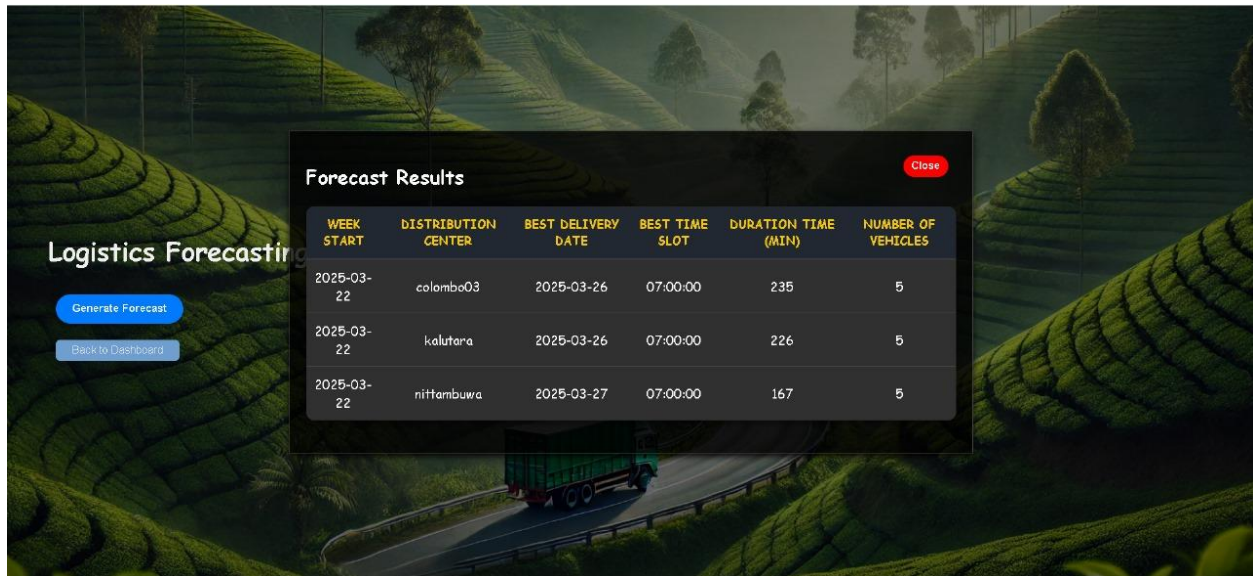 Logistics Forecasting
Generate Forecast
Back to Dashboard
Forecast Results
Close
WEEK START DISTRIBUTION CENTER BEST DELIVERY DATE BEST TIME SLOT DURATION TIME (MIN) NUMBER OF VEHICLES
2025-03-22 colombo03 2025-03-26 07:00:00 235 5
2025-03-22 kalutara 2025-03-26 07:00:00 226 5
2025-03-22 nittambuwa 2025-03-27 07:00:00 167 5